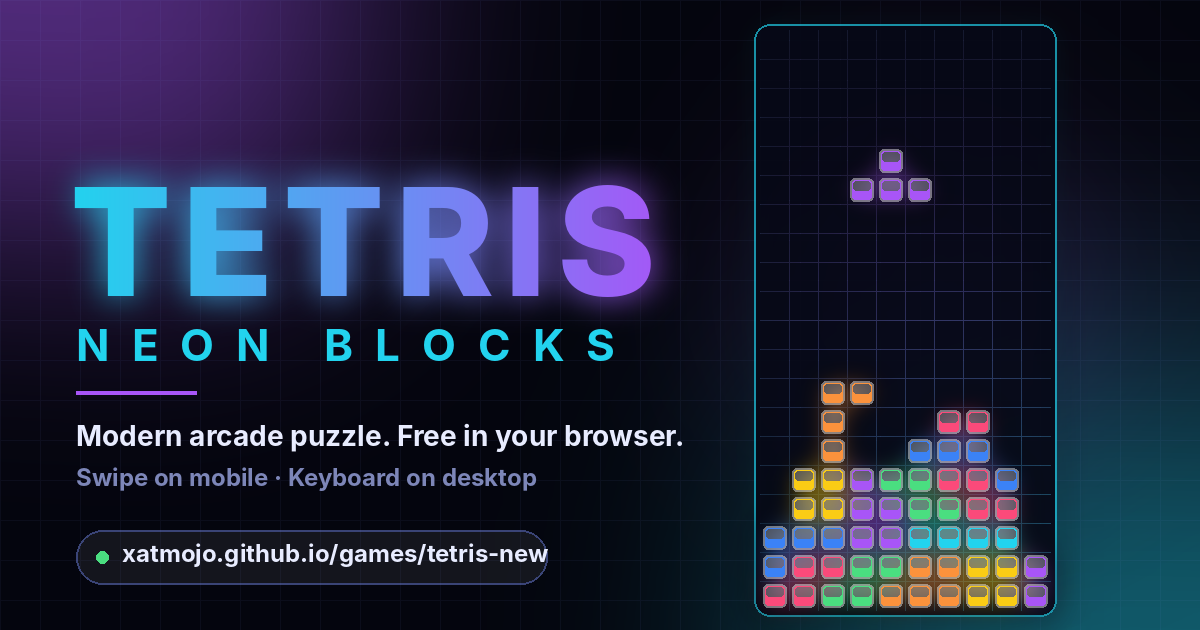 TETRIS
NEON BLOCKS
Modern arcade puzzle. Free in your browser.
Swipe on mobile · Keyboard on desktop
xatmojo.github.io/games/tetris-new